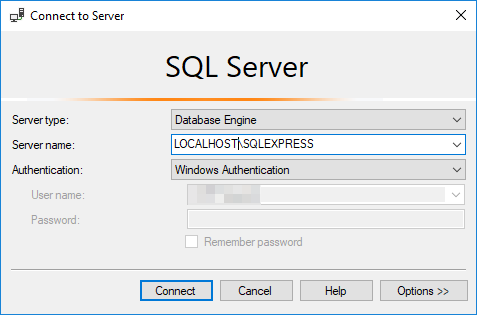 Connect to Server
SQL Server
Server type: Database Engine
Server name: LOCALHOST\SQLEXPRESS
Authentication: Windows Authentication
User name:
Password:
Remember password
Connect Cancel Help Options >>